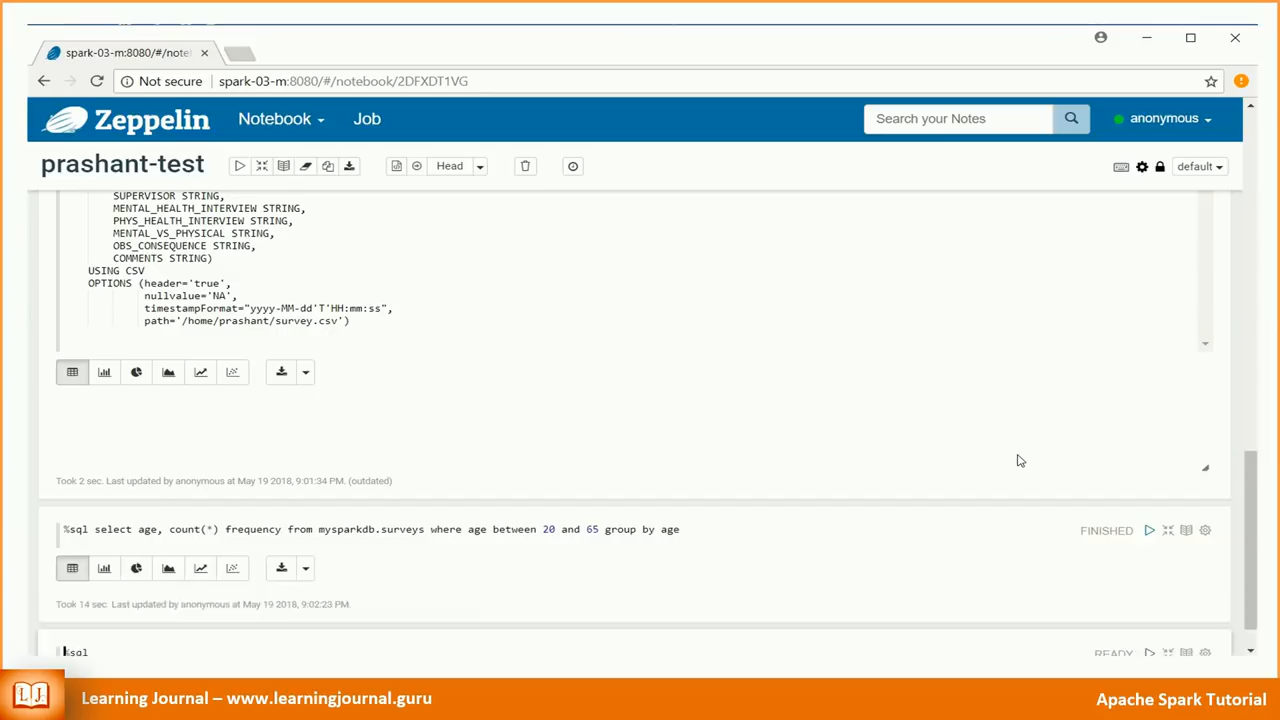 spark-03-m:8080/#/note
Not secure spark-03-m:8080/#/notebook/2DFXDT1VG
Zeppelin Notebook Job Search your Notes anonymous
prashant-test Head default
SUPERVISOR STRING,
MENTAL_HEALTH_INTERVIEW STRING,
PHYS_HEALTH_INTERVIEW STRING,
MENTAL_VS_PHYSICAL STRING,
OBS_CONSEQUENCE STRING,
COMMENTS STRING)
USING CSV
OPTIONS (header='true',
nullvalue='NA',
timestampFormat="yyyy-MM-dd'T'HH:mm:ss",
path='/home/prashant/survey.csv')
Took 2 sec. Last updated by anonymous at May 19 2018, 9:01:34 PM. (outdated)
%sql select age, count(*) frequency from mysparkdb.surveys where age between 20 and 65 group by age FINISHED
Took 14 sec. Last updated by anonymous at May 19 2018, 9:02:23 PM.
%sql READY
LJ Learning Journal – www.learningjournal.guru Apache Spark Tutorial